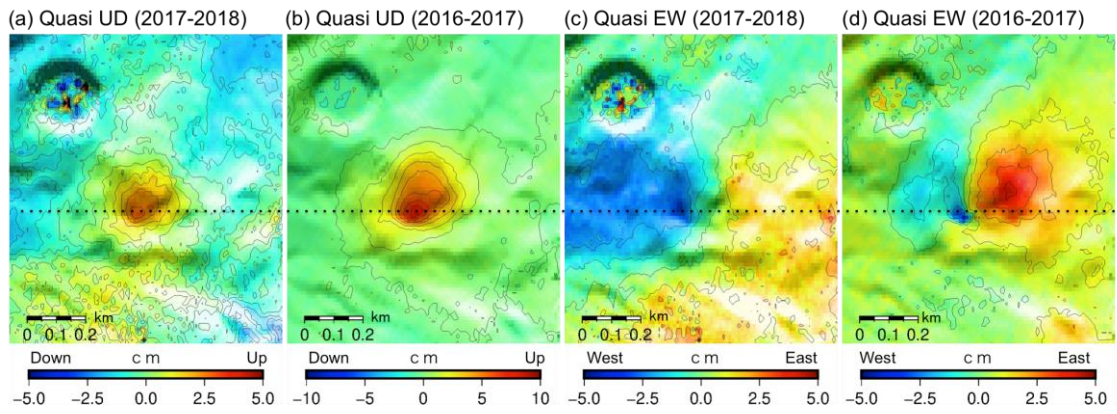 (a) Quasi UD (2017-2018) (b) Quasi UD (2016-2017) (c) Quasi EW (2017-2018) (d) Quasi EW (2016-2017)
km km km km
0 0.1 0.2 0 0.1 0.2 0 0.1 0.2 0 0.1 0.2
Down cm Up Down cm Up West cm East West cm East
−5.0 −2.5 0.0 2.5 5.0 −10 −5 0 5 10 −5.0 −2.5 0.0 2.5 5.0 −5.0 −2.5 0.0 2.5 5.0